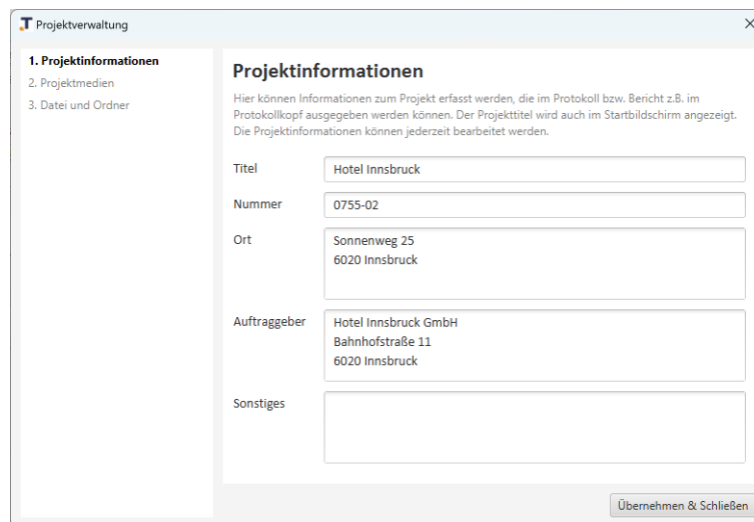 Projektverwaltung
1. Projektinformationen
2. Projektmedien
3. Datei und Ordner
Projektinformationen
Hier können Informationen zum Projekt erfasst werden, die im Protokoll bzw. Bericht z.B. im
Protokollkopf ausgegeben werden können. Der Projekttitel wird auch im Startbildschirm angezeigt.
Die Projektinformationen können jederzeit bearbeitet werden.
Titel
Hotel Innsbruck
Nummer
0755-02
Ort
Sonnenweg 25
6020 Innsbruck
Auftraggeber
Hotel Innsbruck GmbH
Bahnhofstraße 11
6020 Innsbruck
Sonstiges
Übernehmen & Schließen